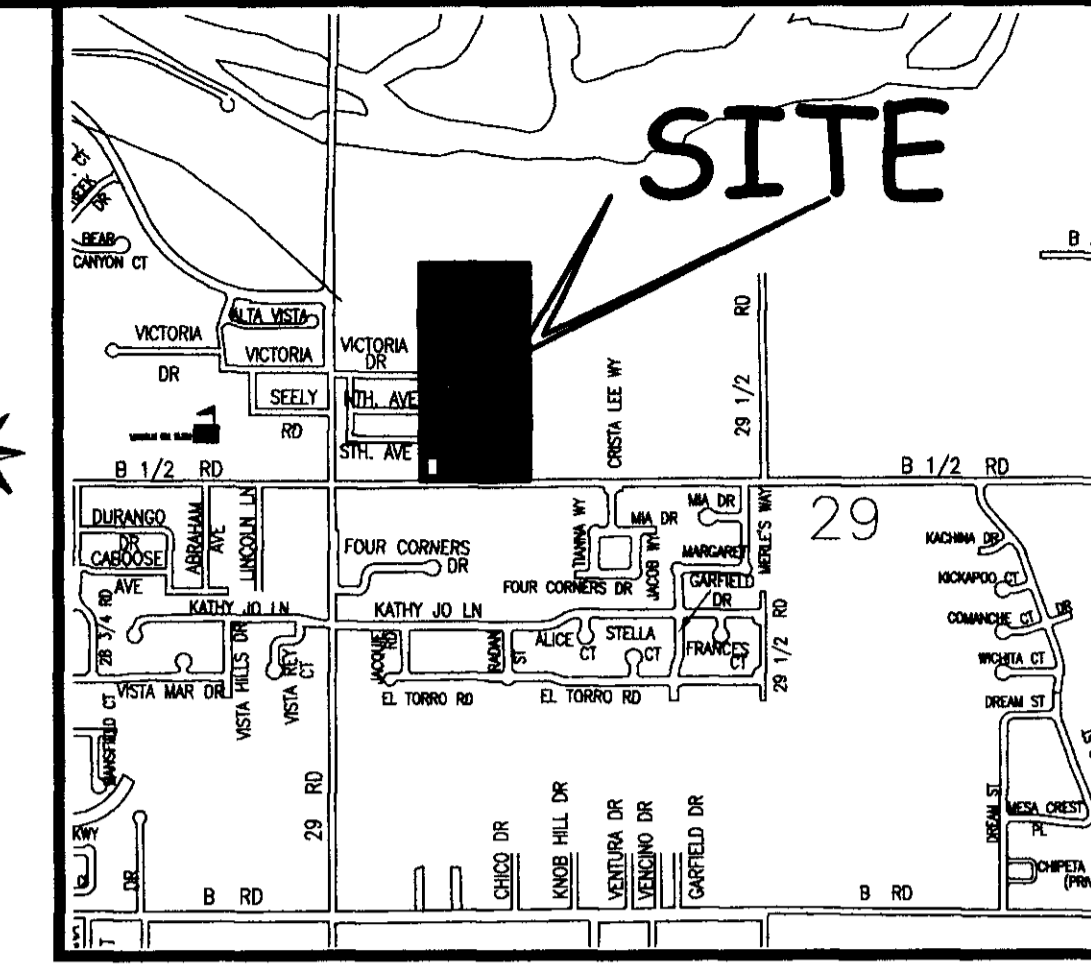 SITE
BEAR
CANYON CT
ALTA VISTA
VICTORIA
DR
VICTORIA
VICTORIA
DR
SEELY
RD
NTH. AVE
STH. AVE
CRISTA LEE WY
29 1/2 RD
B
B 1/2 RD
B 1/2 RD
29
DURANGO
DR
CABOOSE
AVE
ABRAHAM
AVE
LINCOLN LN
28 3/4 RD
FOUR CORNERS
DR
TIANNA WY
MIA DR
MIA DR
JACOB WY
MARGARET
MERLE'S WAY
GARFIELD
DR
FOUR CORNERS DR
KATHY JO LN
KATHY JO LN
JACQUIE
RD
RADAN
ST
ALICE
CT
STELLA
CT
FRANCES
CT
29 1/2 RD
VISTA MAR DR
VISTA HILLS DR
VISTA REY
CT
EL TORRO RD
EL TORRO RD
MANSFIELD CT
KACHINA DR
KICKAPOO CT
COMANCHE CT
DR
WICHITA CT
DREAM ST
DREAM ST
MESA CREST
PL
CHIPETA
29 RD
KWY
DR
CHICO DR
KNOB HILL DR
VENTURA DR
VENCINO DR
GARFIELD DR
B RD
B RD